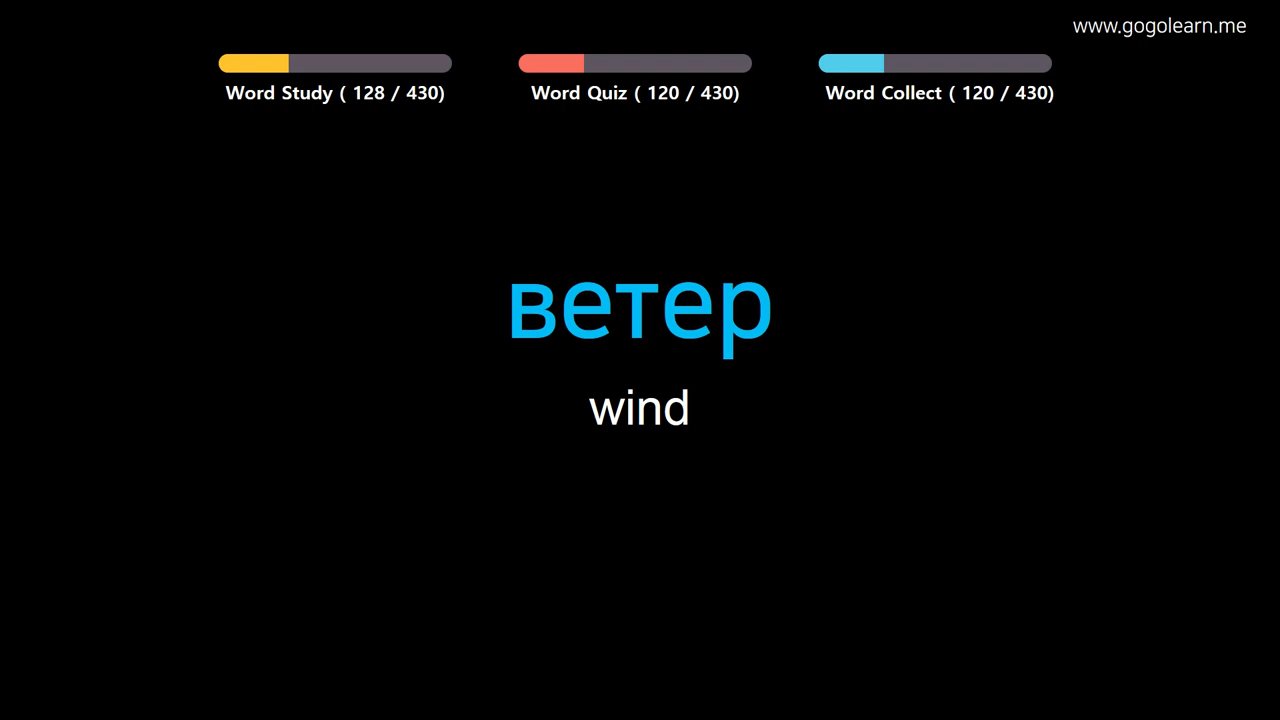 www.gogolearn.me
Word Study ( 128 / 430)
Word Quiz ( 120 / 430)
Word Collect ( 120 / 430)
ветер
wind